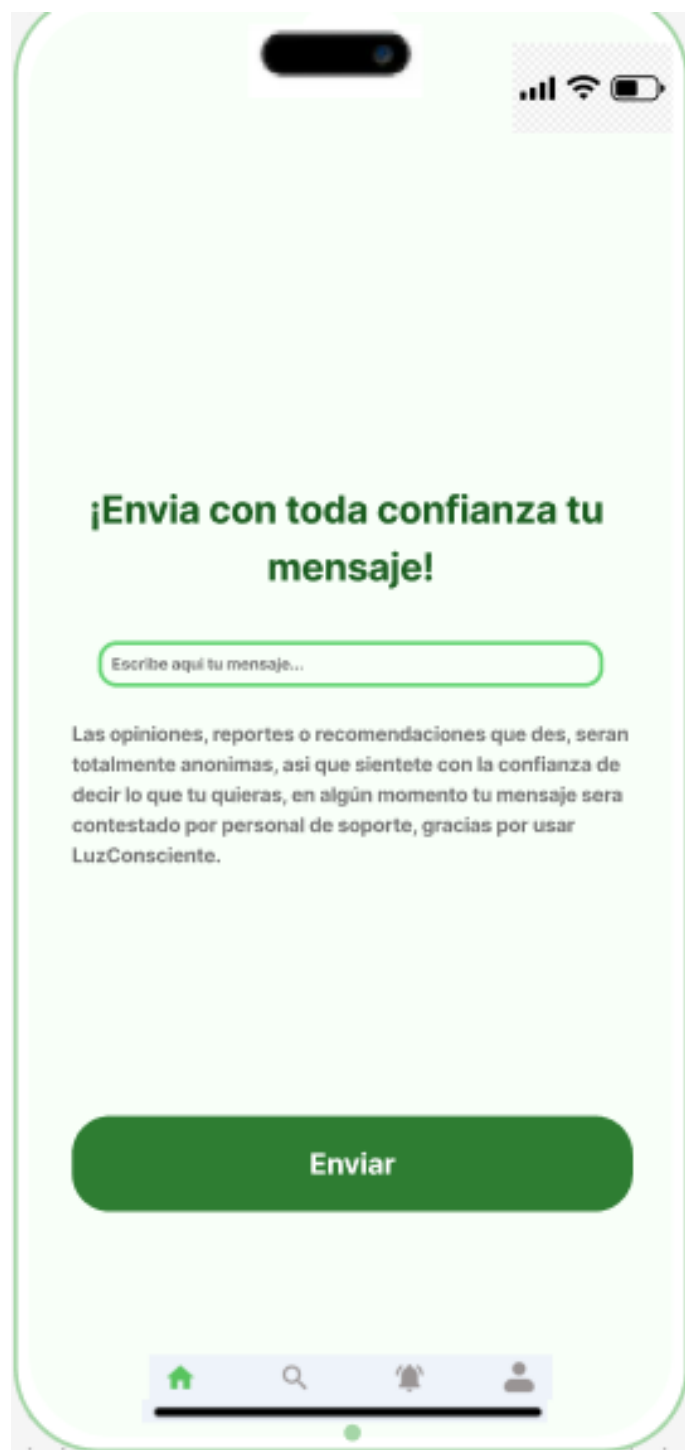 ¡Envia con toda confianza tu
mensaje!
Escribe aquí tu mensaje...
Las opiniones, reportes o recomendaciones que des, seran
totalmente anonimas, asi que sientete con la confianza de
decir lo que tu quieras, en algún momento tu mensaje sera
contestado por personal de soporte, gracias por usar
LuzConsciente.
Enviar